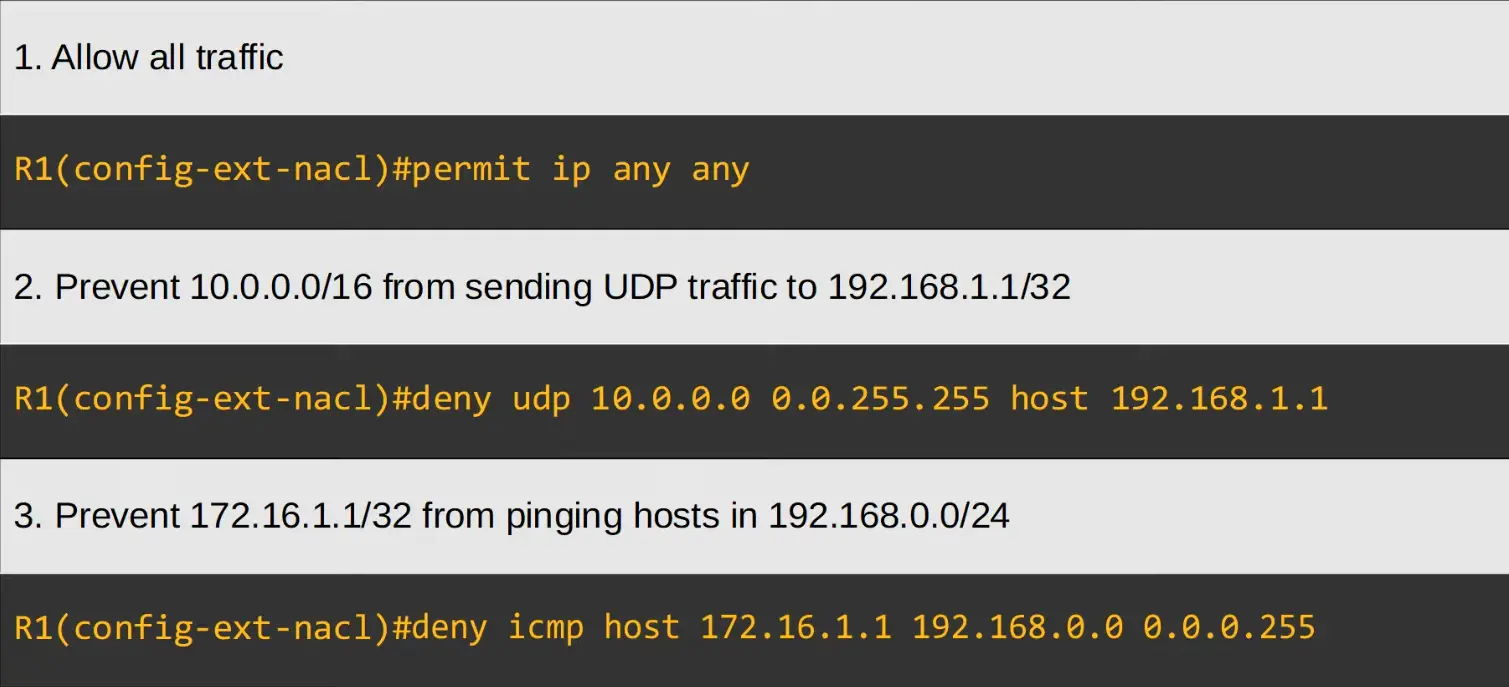 1. Allow all traffic
R1(config-ext-nacl)#permit ip any any
2. Prevent 10.0.0.0/16 from sending UDP traffic to 192.168.1.1/32
R1(config-ext-nacl)#deny udp 10.0.0.0 0.0.255.255 host 192.168.1.1
3. Prevent 172.16.1.1/32 from pinging hosts in 192.168.0.0/24
R1(config-ext-nacl)#deny icmp host 172.16.1.1 192.168.0.0 0.0.0.255